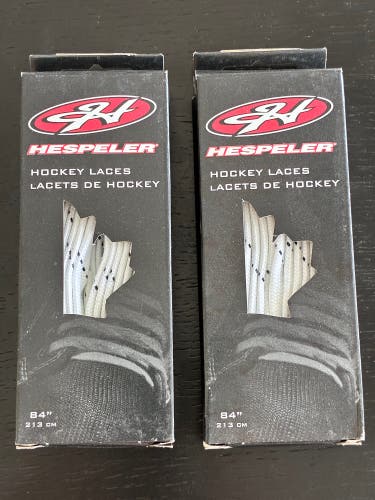 H
HESPELER
HOCKEY LACES
LACETS DE HOCKEY
84"
213 CM
H
HESPELER
HOCKEY LACES
LACETS DE HOCKEY
84"
213 CM